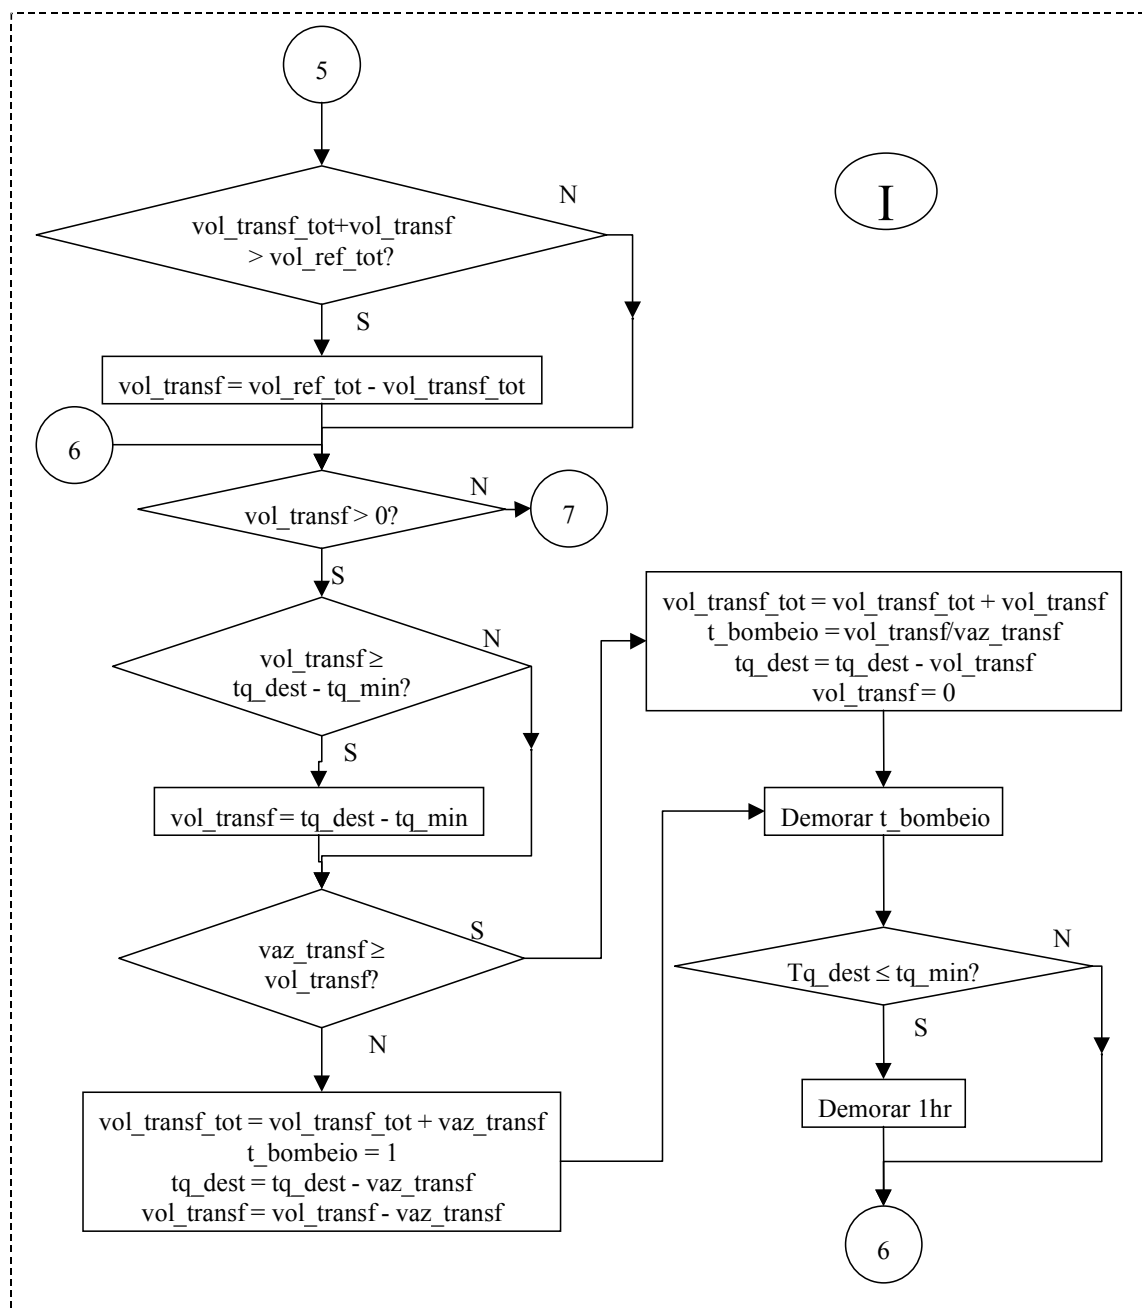 5
I
N
vol_transf_tot+vol_transf
> vol_ref_tot?
S
vol_transf = vol_ref_tot - vol_transf_tot
6
N
vol_transf > 0?
7
S
N
vol_transf ≥
tq_dest - tq_min?
S
vol_transf = tq_dest - tq_min
S
vaz_transf ≥
vol_transf?
N
vol_transf_tot = vol_transf_tot + vaz_transf
t_bombeio = 1
tq_dest = tq_dest - vaz_transf
vol_transf = vol_transf - vaz_transf
vol_transf_tot = vol_transf_tot + vol_transf
t_bombeio = vol_transf/vaz_transf
tq_dest = tq_dest - vol_transf
vol_transf = 0
Demorar t_bombeio
N
Tq_dest ≤ tq_min?
S
Demorar 1hr
6